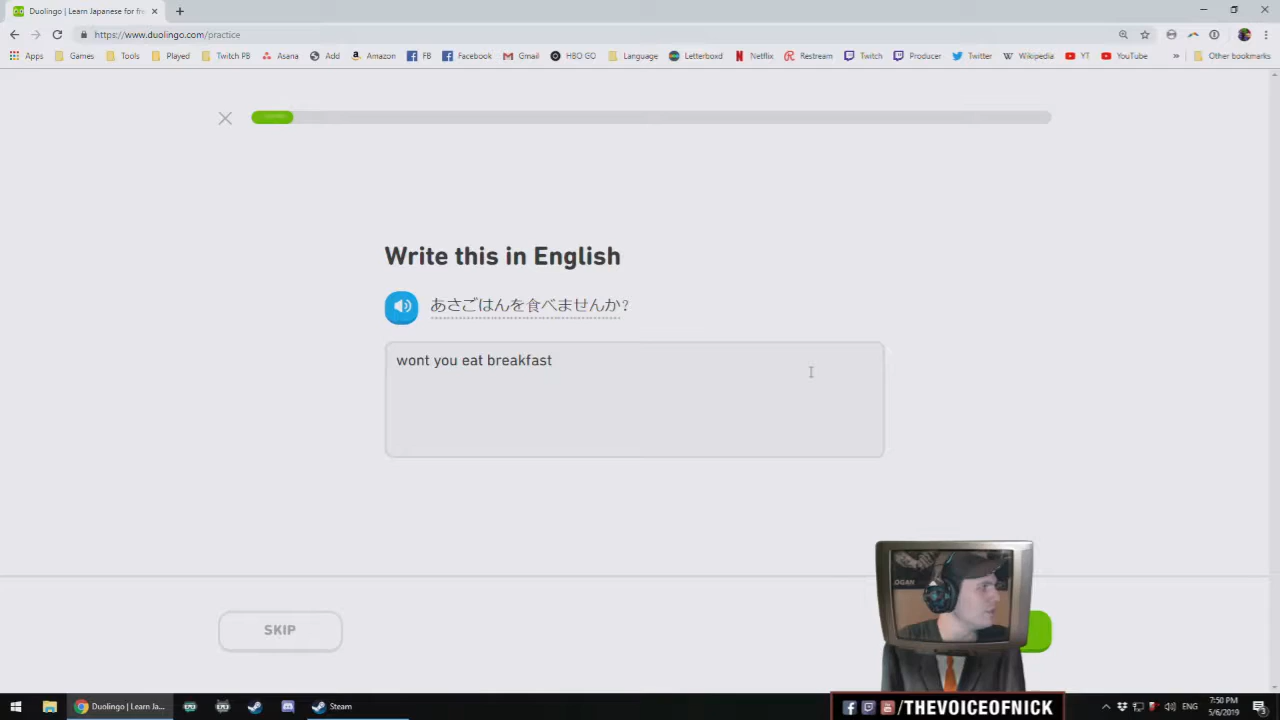 Duolingo | Learn Japanese for fre
https://www.duolingo.com/practice
Apps Games Tools Played Twitch PB Asana Add Amazon FB Facebook Gmail HBO GO Language Letterboxd Netflix Restream Twitch Producer Twitter Wikipedia YT YouTube » Other bookmarks
Write this in English
あさごはんを食べませんか?
wont you eat breakfast
OGAN
SKIP
/THEVOICEOFNICK
Duolingo | Learn Ja... Steam ENG 7:50 PM
5/6/2019